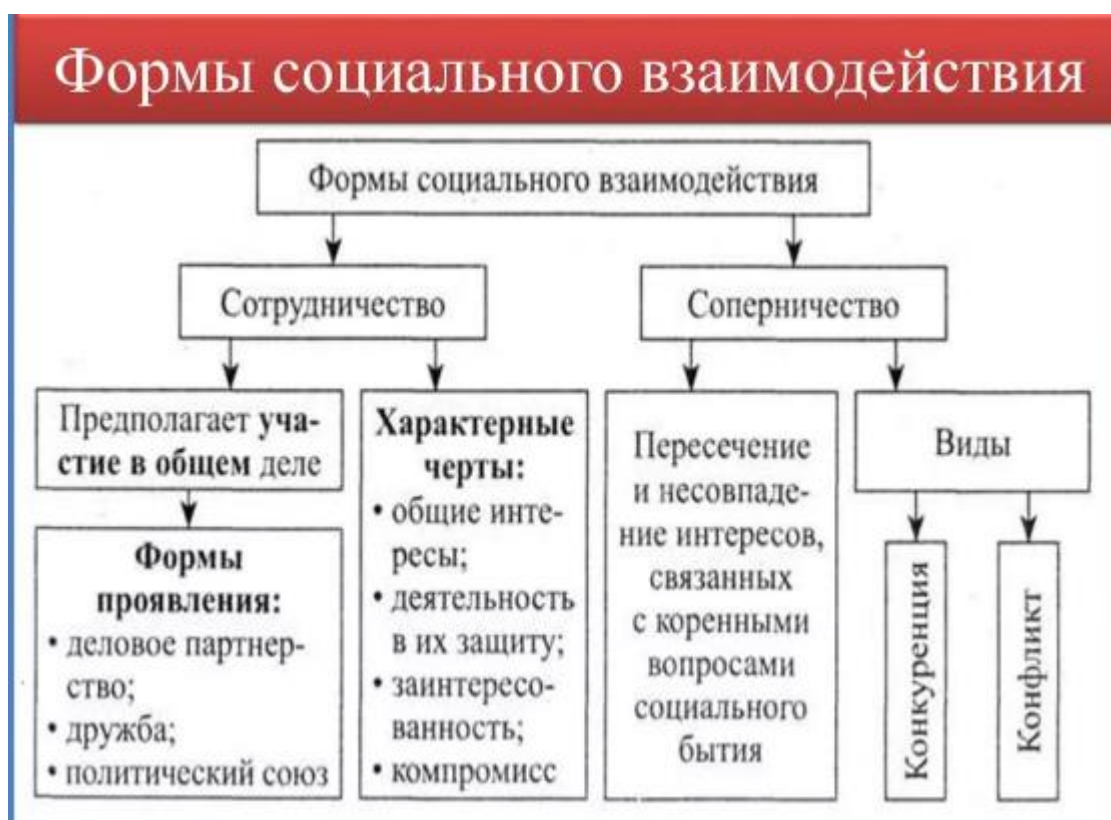 Формы социального взаимодействия
Формы социального взаимодействия
Сотрудничество
Соперничество
Предполагает уча-
стие в общем деле
Формы
проявления:
• деловое партнер-
ство;
• дружба;
• политический союз
Характерные
черты:
• общие инте-
ресы;
• деятельность
в их защиту;
• заинтересо-
ванность;
• компромисс
Пересечение
и несовпаде-
ние интересов,
связанных
с коренными
вопросами
социального
бытия
Виды
Конкуренция
Конфликт